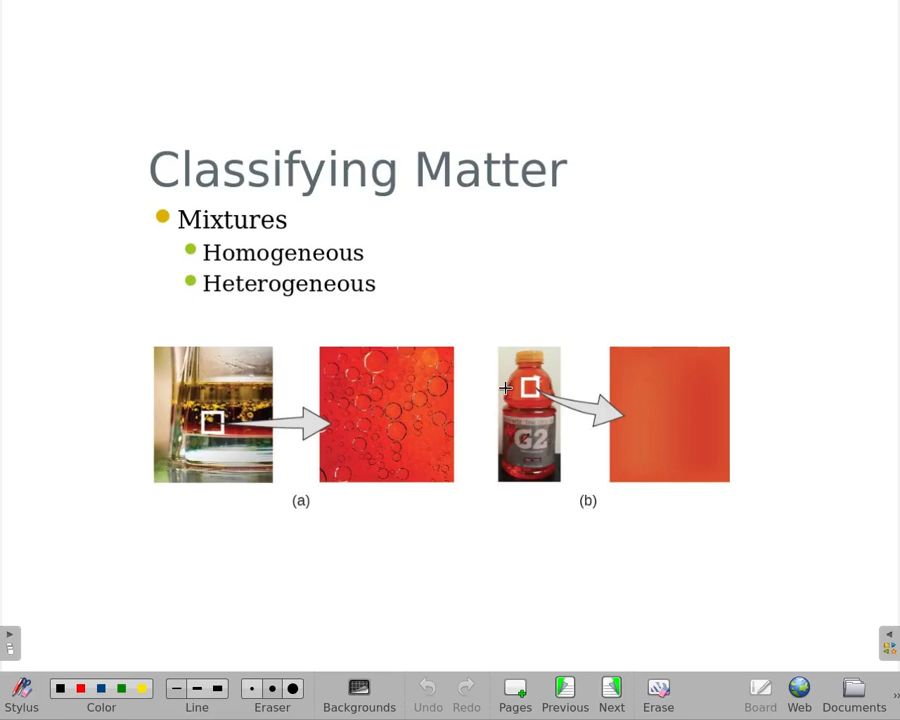 Classifying Matter
Mixtures
Homogeneous
Heterogeneous
G2
(a)
(b)
Stylus
Color
Line
Eraser
Backgrounds
Undo
Redo
Pages
Previous
Next
Erase
Board
Web
Documents